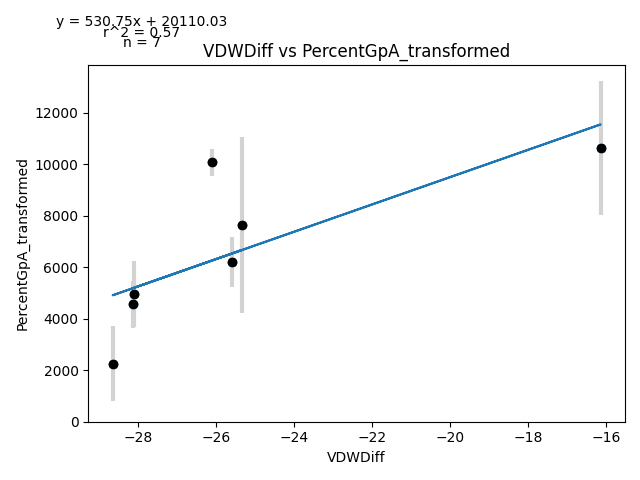 y = 530.75x + 20110.03
r^2 = 0.57
n = 7
VDWDiff vs PercentGpA_transformed
PercentGpA_transformed
12000
10000
8000
6000
4000
2000
0
−28
−26
−24
−22
−20
−18
−16
VDWDiff